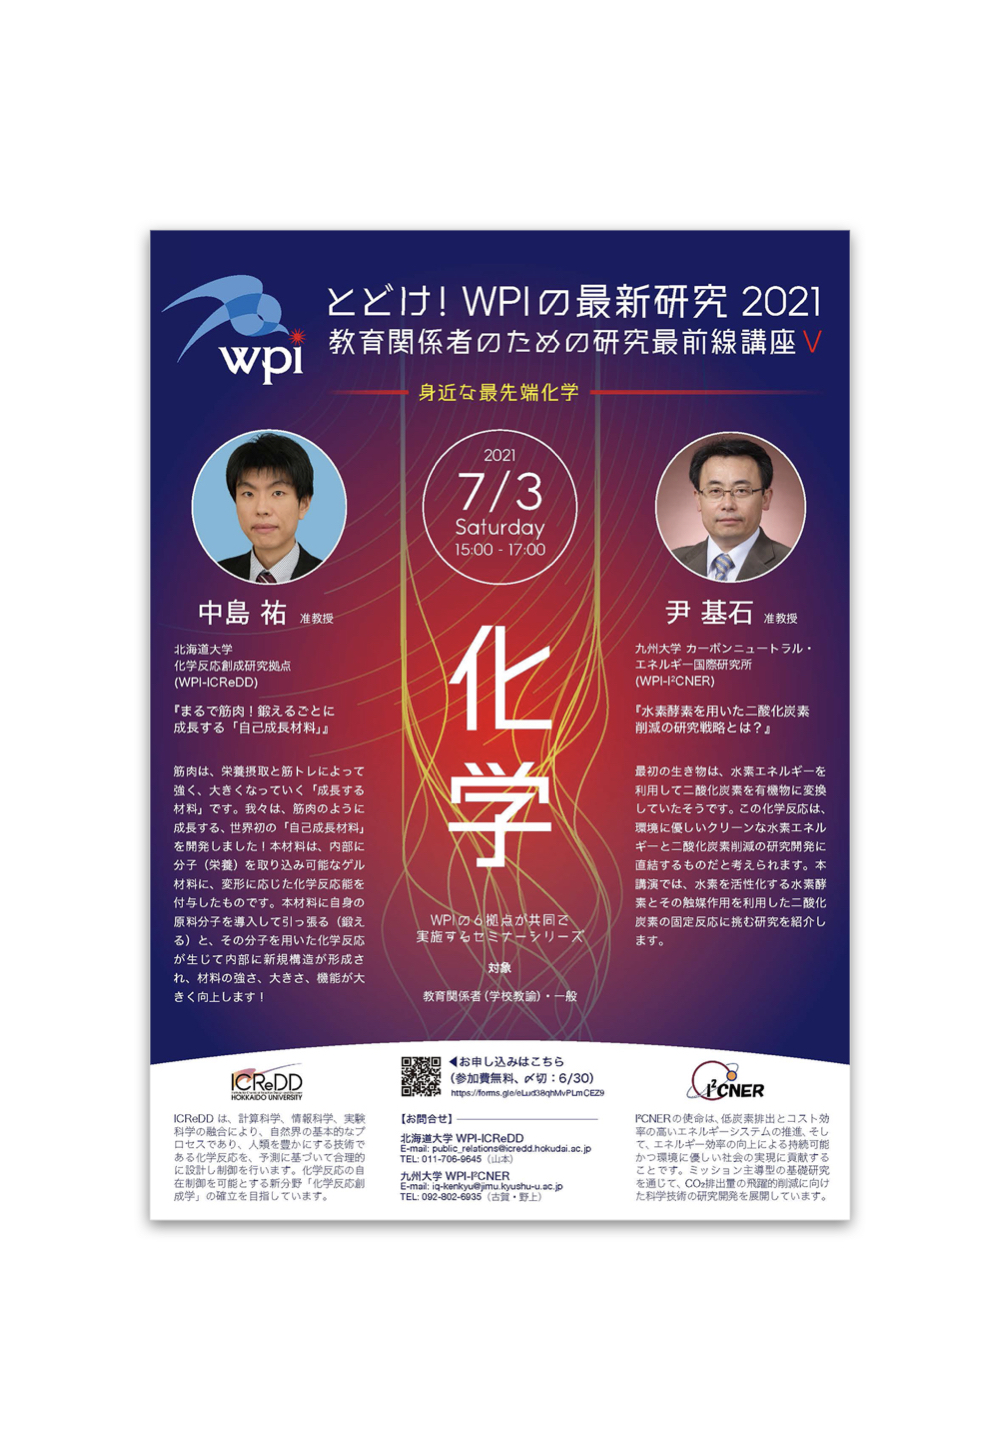 wpi
とどけ！WPIの最新研究 2021
教育関係者のための研究最前線講座 V
身近な最先端化学
2021
7/3
Saturday
15:00 - 17:00
中島 祐 准教授
北海道大学
化学反応創成研究拠点
(WPI-ICReDD)
『まるで筋肉！鍛えるごとに
成長する「自己成長材料」』
筋肉は、栄養摂取と筋トレによって
強く、大きくなっていく「成長する
材料」です。我々は、筋肉のように
成長する、世界初の「自己成長材料」
を開発しました！本材料は、内部に
分子（栄養）を取り込み可能なゲル
材料に、変形に応じた化学反応能を
付与したものです。本材料に自身の
原料分子を導入して引っ張る（鍛え
る）と、その分子を用いた化学反応
が生じて内部に新規構造が形成さ
れ、材料の強さ、大きさ、機能が大
きく向上します！
化学
WPIの6拠点が共同で
実施するセミナーシリーズ
対象
教育関係者（学校教諭）・一般
尹 基石 准教授
九州大学 カーボンニュートラル・
エネルギー国際研究所
(WPI-I²CNER)
『水素酵素を用いた二酸化炭素
削減の研究戦略とは？』
最初の生き物は、水素エネルギーを
利用して二酸化炭素を有機物に変換
していたそうです。この化学反応は、
環境に優しいクリーンな水素エネル
ギーと二酸化炭素削減の研究開発に
直結するものだと考えられます。本
講演では、水素を活性化する水素酵
素とその触媒作用を利用した二酸化
炭素の固定反応に挑む研究を紹介し
ます。
ICReDD
HOKKAIDO UNIVERSITY
ICReDD は、計算科学、情報科学、実験
科学の融合により、自然界の基本的なプ
ロセスであり、人類を豊かにする技術で
ある化学反応を、予測に基づいて合理的
に設計し制御を行います。化学反応の自
在制御を可能とする新分野「化学反応創
成学」の確立を目指しています。
◀お申し込みはこちら
（参加費無料、〆切：6/30）
https://forms.gle/eLud38qhMvPLmCEZ9
【お問合せ】
北海道大学 WPI-ICReDD
E-mail: public_relations@icredd.hokudai.ac.jp
TEL: 011-706-9645（山本）
九州大学 WPI-I²CNER
E-mail: iq-kenkyu@jimu.kyushu-u.ac.jp
TEL: 092-802-6935（古賀・野上）
I²CNER
I²CNERの使命は、低炭素排出とコスト効
率の高いエネルギーシステムの推進、そし
て、エネルギー効率の向上による持続可能
かつ環境に優しい社会の実現に貢献する
ことです。ミッション主導型の基礎研究
を通じて、CO₂排出量の飛躍的削減に向け
た科学技術の研究開発を展開しています。